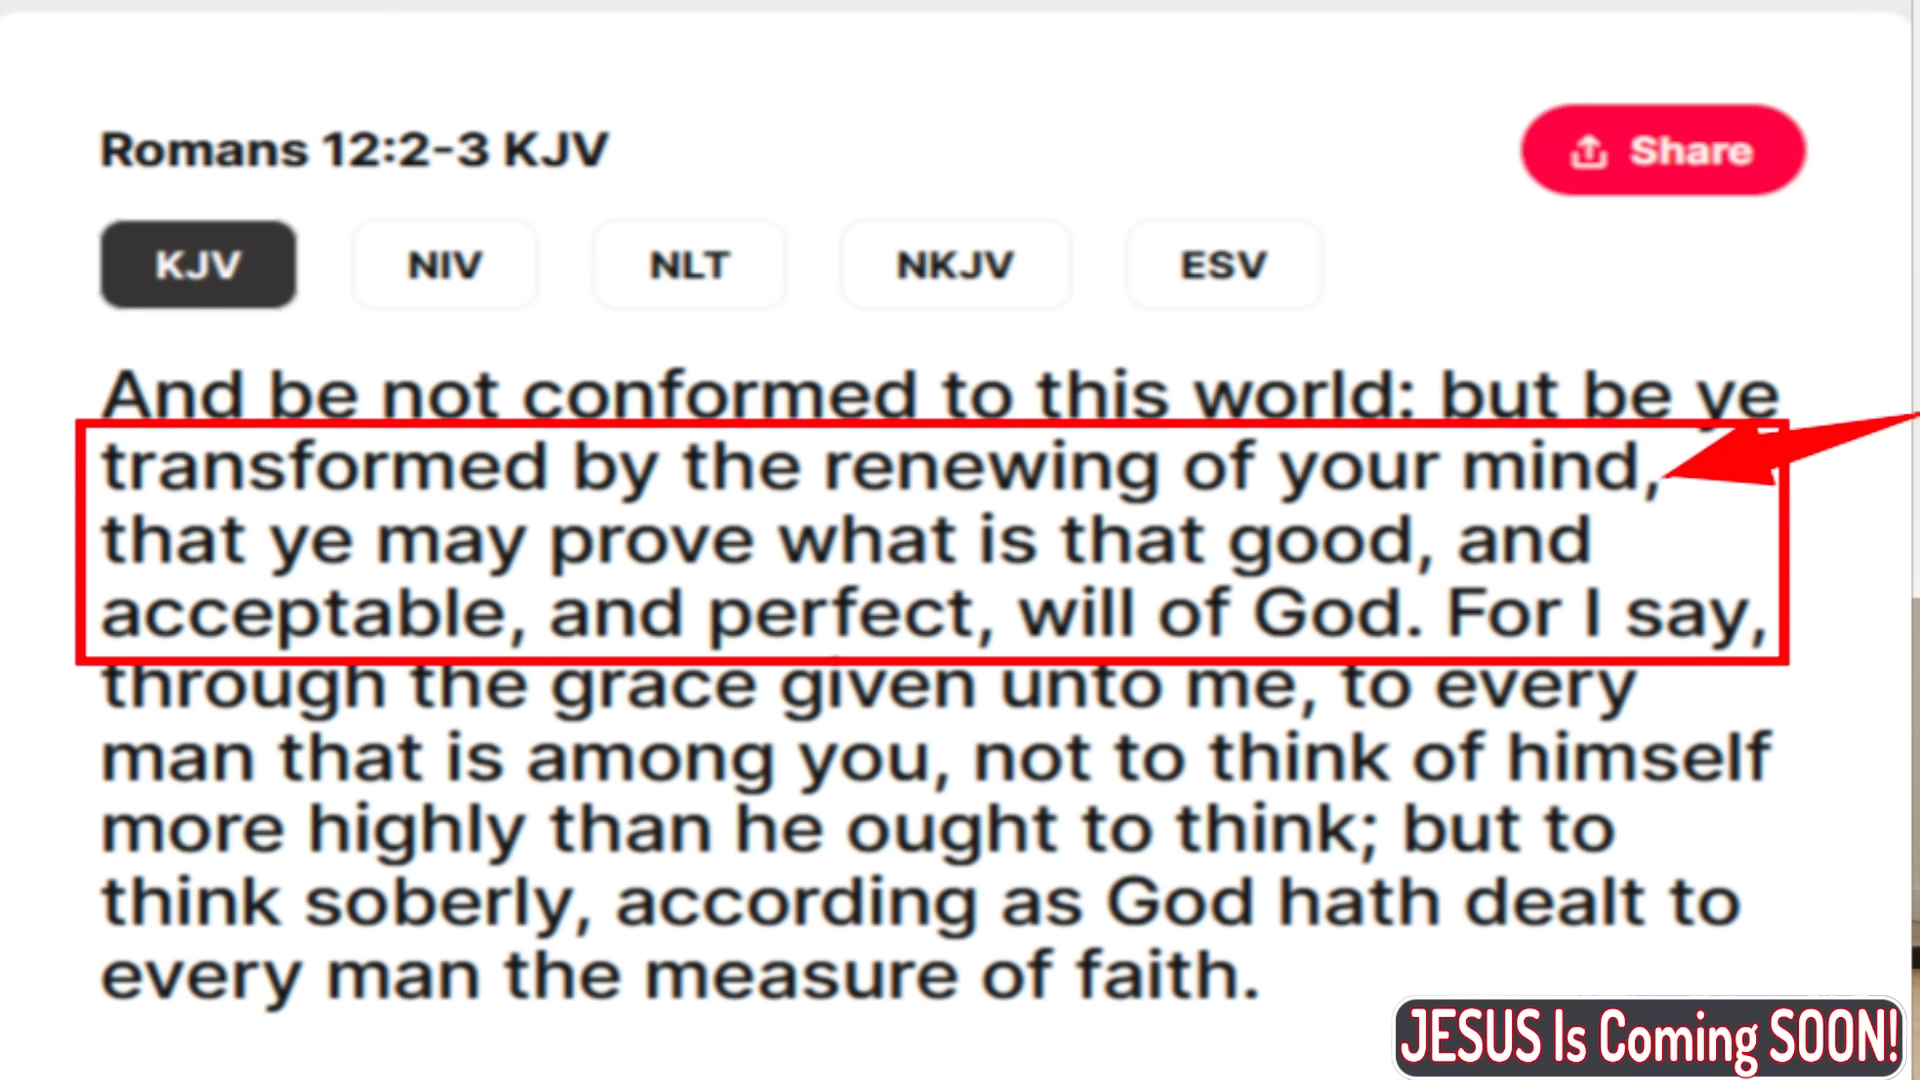 Romans 12:2-3 KJV
Share
KJV NIV NLT NKJV ESV
And be not conformed to this world: but be ye
transformed by the renewing of your mind,
that ye may prove what is that good, and
acceptable, and perfect, will of God. For I say,
through the grace given unto me, to every
man that is among you, not to think of himself
more highly than he ought to think; but to
think soberly, according as God hath dealt to
every man the measure of faith.
JESUS Is Coming SOON!